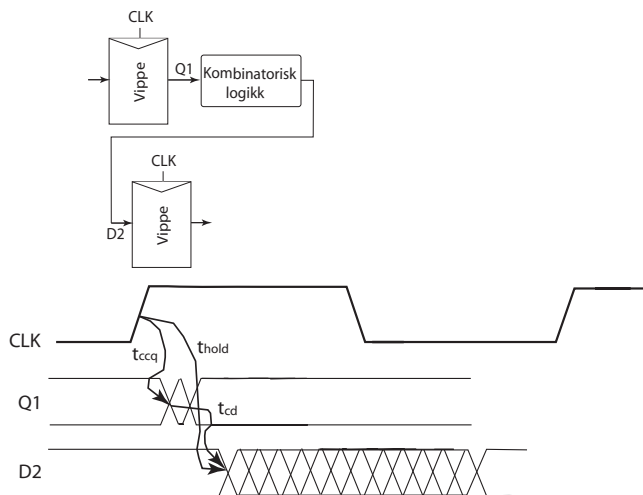 CLK
Vippe
Q1
Kombinatorisk
logikk
CLK
D2
Vippe
CLK
tccq
thold
Q1
tcd
D2